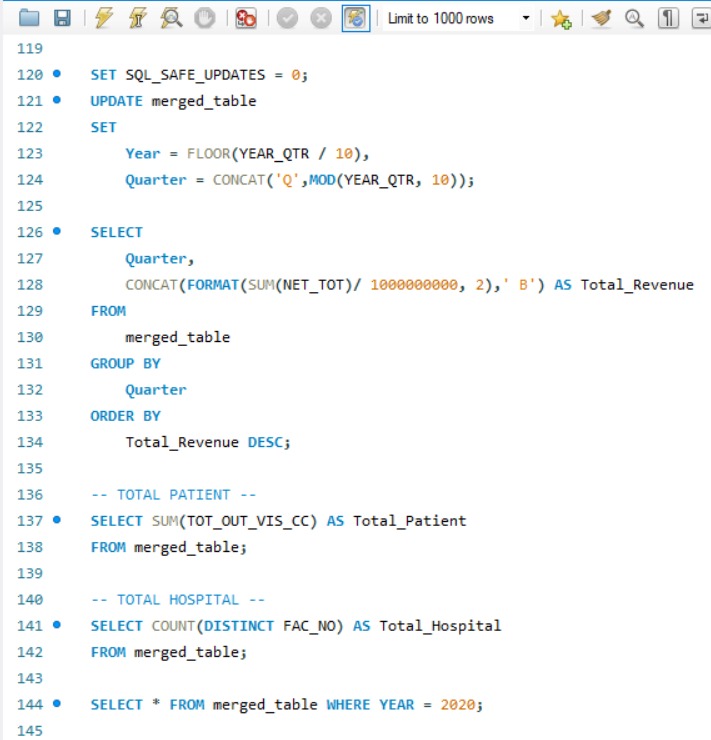 Limit to 1000 rows
119
120 SET SQL_SAFE_UPDATES = 0;
121 UPDATE merged_table
122 SET
123 Year = FLOOR(YEAR_QTR / 10),
124 Quarter = CONCAT('Q',MOD(YEAR_QTR, 10));
125
126 SELECT
127 Quarter,
128 CONCAT(FORMAT(SUM(NET_TOT)/ 1000000000, 2),' B') AS Total_Revenue
129 FROM
130 merged_table
131 GROUP BY
132 Quarter
133 ORDER BY
134 Total_Revenue DESC;
135
136 -- TOTAL PATIENT --
137 SELECT SUM(TOT_OUT_VIS_CC) AS Total_Patient
138 FROM merged_table;
139
140 -- TOTAL HOSPITAL --
141 SELECT COUNT(DISTINCT FAC_NO) AS Total_Hospital
142 FROM merged_table;
143
144 SELECT * FROM merged_table WHERE YEAR = 2020;
145